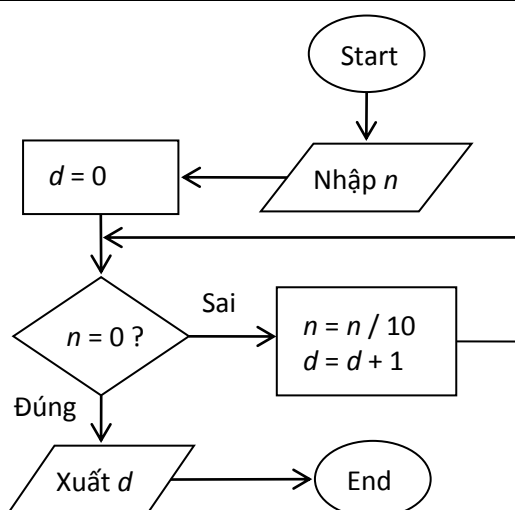 Start
Nhập n
d = 0
n = 0 ?
Sai
n = n / 10
d = d + 1
Đúng
Xuất d
End